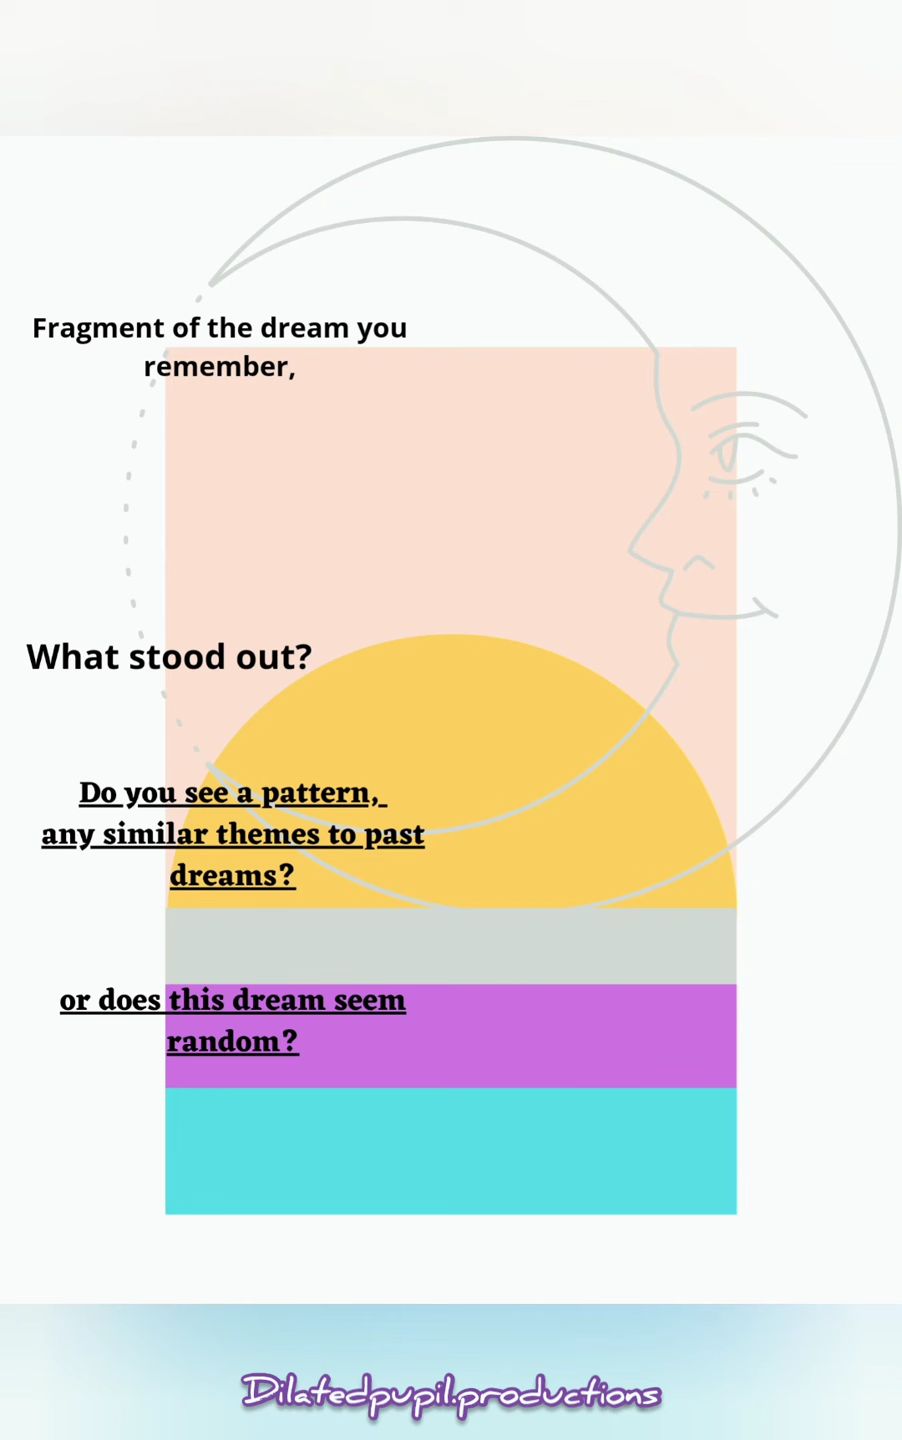 Fragment of the dream you
remember,
What stood out?
Do you see a pattern,
any similar themes to past
dreams?
or does this dream seem
random?
Dilatedpupil.productions